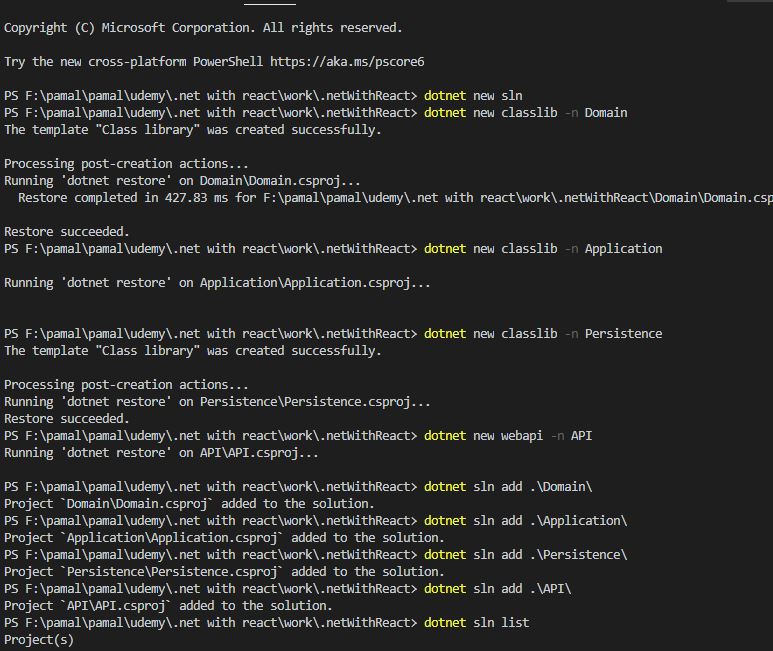 Copyright (C) Microsoft Corporation. All rights reserved.
Try the new cross-platform PowerShell https://aka.ms/pscore6
PS F:\pamal\pamal\udemy\.net with react\work\.netWithReact> dotnet new sln
PS F:\pamal\pamal\udemy\.net with react\work\.netWithReact> dotnet new classlib -n Domain
The template "Class library" was created successfully.
Processing post-creation actions...
Running 'dotnet restore' on Domain\Domain.csproj...
Restore completed in 427.83 ms for F:\pamal\pamal\udemy\.net with react\work\.netWithReact\Domain\Domain.csp
Restore succeeded.
PS F:\pamal\pamal\udemy\.net with react\work\.netWithReact> dotnet new classlib -n Application
Running 'dotnet restore' on Application\Application.csproj...
PS F:\pamal\pamal\udemy\.net with react\work\.netWithReact> dotnet new classlib -n Persistence
The template "Class library" was created successfully.
Processing post-creation actions...
Running 'dotnet restore' on Persistence\Persistence.csproj...
Restore succeeded.
PS F:\pamal\pamal\udemy\.net with react\work\.netWithReact> dotnet new webapi -n API
Running 'dotnet restore' on API\API.csproj...
PS F:\pamal\pamal\udemy\.net with react\work\.netWithReact> dotnet sln add .\Domain\
Project `Domain\Domain.csproj` added to the solution.
PS F:\pamal\pamal\udemy\.net with react\work\.netWithReact> dotnet sln add .\Application\
Project `Application\Application.csproj` added to the solution.
PS F:\pamal\pamal\udemy\.net with react\work\.netWithReact> dotnet sln add .\Persistence\
Project `Persistence\Persistence.csproj` added to the solution.
PS F:\pamal\pamal\udemy\.net with react\work\.netWithReact> dotnet sln add .\API\
Project `API\API.csproj` added to the solution.
PS F:\pamal\pamal\udemy\.net with react\work\.netWithReact> dotnet sln list
Project(s)